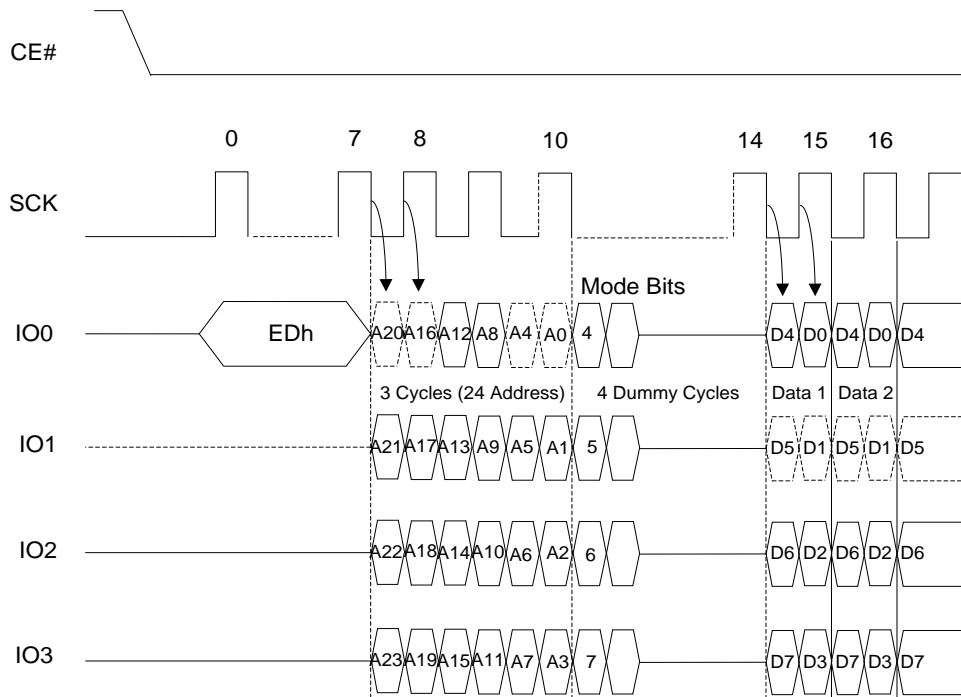 CE#
0 7 8 10 14 15 16
SCK
Mode Bits
IO0 EDh A20 A16 A12 A8 A4 A0 4 D4 D0 D4 D0 D4
3 Cycles (24 Address) 4 Dummy Cycles Data 1 Data 2
IO1 A21 A17 A13 A9 A5 A1 5 D5 D1 D5 D1 D5
IO2 A22 A18 A14 A10 A6 A2 6 D6 D2 D6 D2 D6
IO3 A23 A19 A15 A11 A7 A3 7 D7 D3 D7 D3 D7